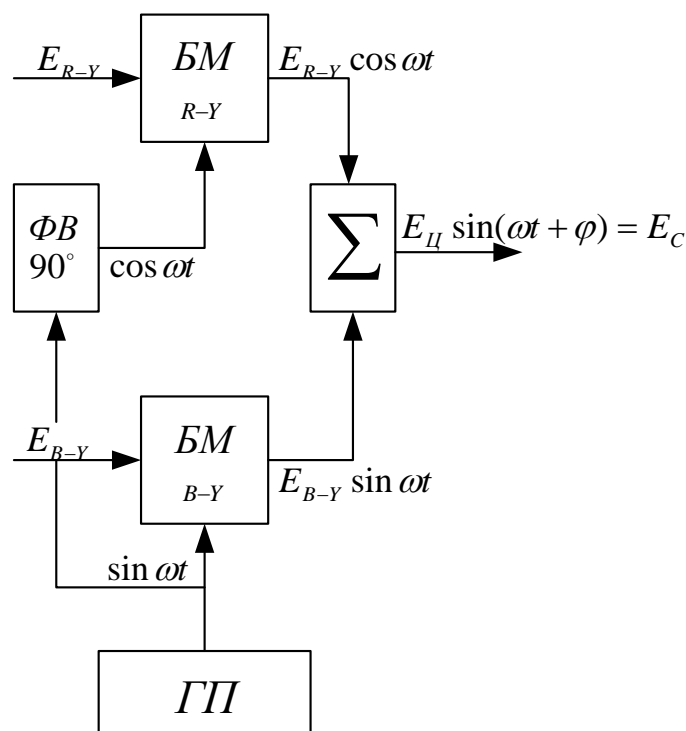 E_{R–Y}
БМ
R–Y
E_{R–Y} cos ωt
ФВ
90°
cos ωt
∑
E_Ц sin(ωt + φ) = E_C
E_{B–Y}
БМ
B–Y
E_{B–Y} sin ωt
sin ωt
ГП